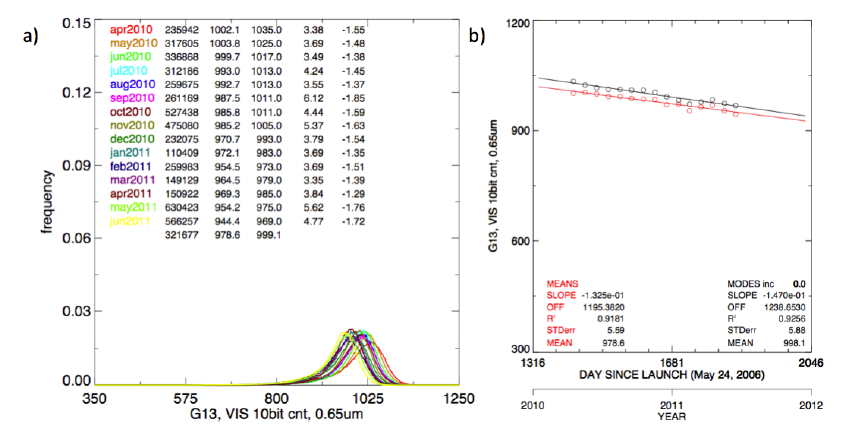 a)
0.15
0.12
0.09
0.06
0.03
0.00
frequency
apr2010 235942 1002.1 1035.0 3.38 -1.55
may2010 317605 1003.8 1025.0 3.69 -1.48
jun2010 336868 999.7 1017.0 3.49 -1.38
jul2010 312186 993.0 1013.0 4.24 -1.45
aug2010 259675 992.7 1013.0 3.55 -1.37
sep2010 261169 987.5 1011.0 6.12 -1.85
oct2010 527438 985.8 1011.0 4.44 -1.59
nov2010 475080 985.2 1005.0 5.37 -1.63
dec2010 232075 970.7 983.0 3.79 -1.54
jan2011 110409 972.1 983.0 3.69 -1.35
feb2011 259983 954.5 973.0 3.69 -1.51
mar2011 149129 964.5 979.0 3.35 -1.39
apr2011 150922 969.3 985.0 3.84 -1.29
may2011 630423 954.2 975.0 5.62 -1.76
jun2011 566257 944.4 969.0 4.77 -1.72
321677 978.6 999.1
350 575 800 1025 1250
G13, VIS 10bit cnt, 0.65um
b)
1200
900
600
300
G13, VIS 10bit cnt, 0.65um
MEANS
SLOPE -1.325e-01
OFF 1195.3820
R² 0.9181
STDerr 5.59
MEAN 978.6
MODES inc 0.0
SLOPE -1.470e-01
OFF 1236.6530
R² 0.9256
STDerr 5.88
MEAN 998.1
1316 1681 2046
DAY SINCE LAUNCH (May 24, 2006)
2010 2011 2012
YEAR